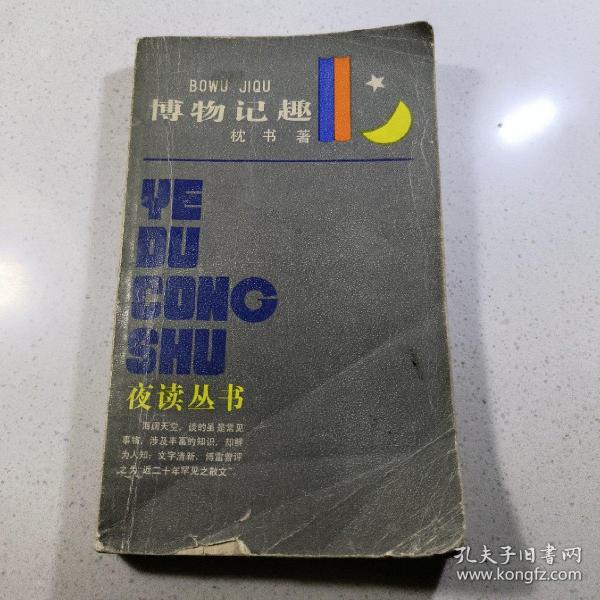 BOWU JIQU
博物记趣
枕书著
YE
DU
CONG
SHU
夜读丛书
海阔天空，谈的虽是常见
事物，涉及丰富的知识，却鲜
为人知；文字清新，傅雷曾评
之为“近二十年罕见之散文”
孔夫子旧书网
www.kongfz.com